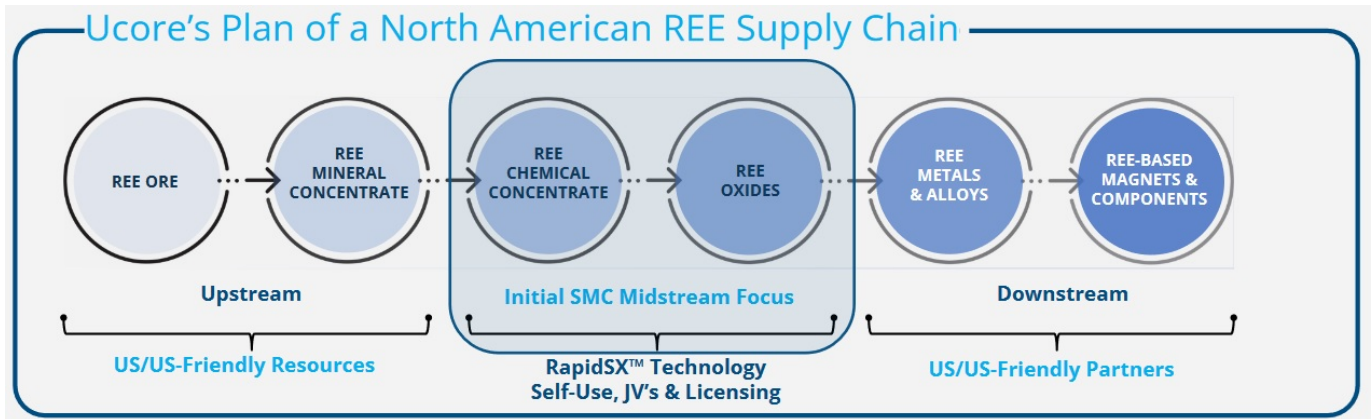 Ucore's Plan of a North American REE Supply Chain
REE ORE
REE
MINERAL
CONCENTRATE
REE
CHEMICAL
CONCENTRATE
REE
OXIDES
REE
METALS
& ALLOYS
REE-BASED
MAGNETS &
COMPONENTS
Upstream
Initial SMC Midstream Focus
Downstream
US/US-Friendly Resources
RapidSX™ Technology
Self-Use, JV's & Licensing
US/US-Friendly Partners